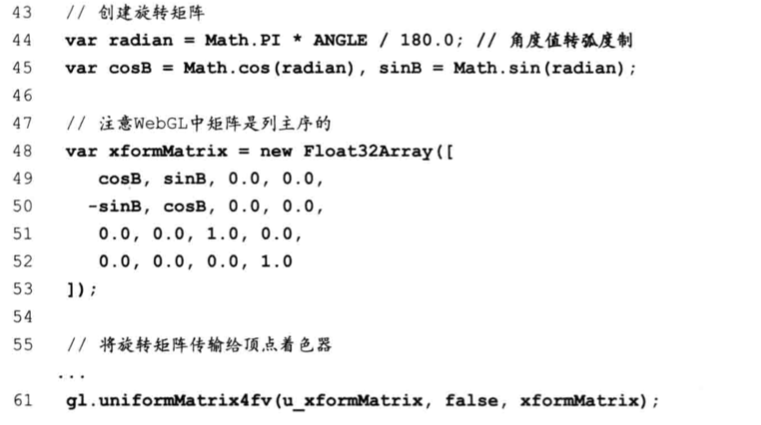 43 // 创建旋转矩阵
44 var radian = Math.PI * ANGLE / 180.0; // 角度值转弧度制
45 var cosB = Math.cos(radian), sinB = Math.sin(radian);
46
47 // 注意WebGL中矩阵是列主序的
48 var xformMatrix = new Float32Array([
49 cosB, sinB, 0.0, 0.0,
50 -sinB, cosB, 0.0, 0.0,
51 0.0, 0.0, 1.0, 0.0,
52 0.0, 0.0, 0.0, 1.0
53 ]);
54
55 // 将旋转矩阵传输给顶点着色器
...
61 gl.uniformMatrix4fv(u_xformMatrix, false, xformMatrix);